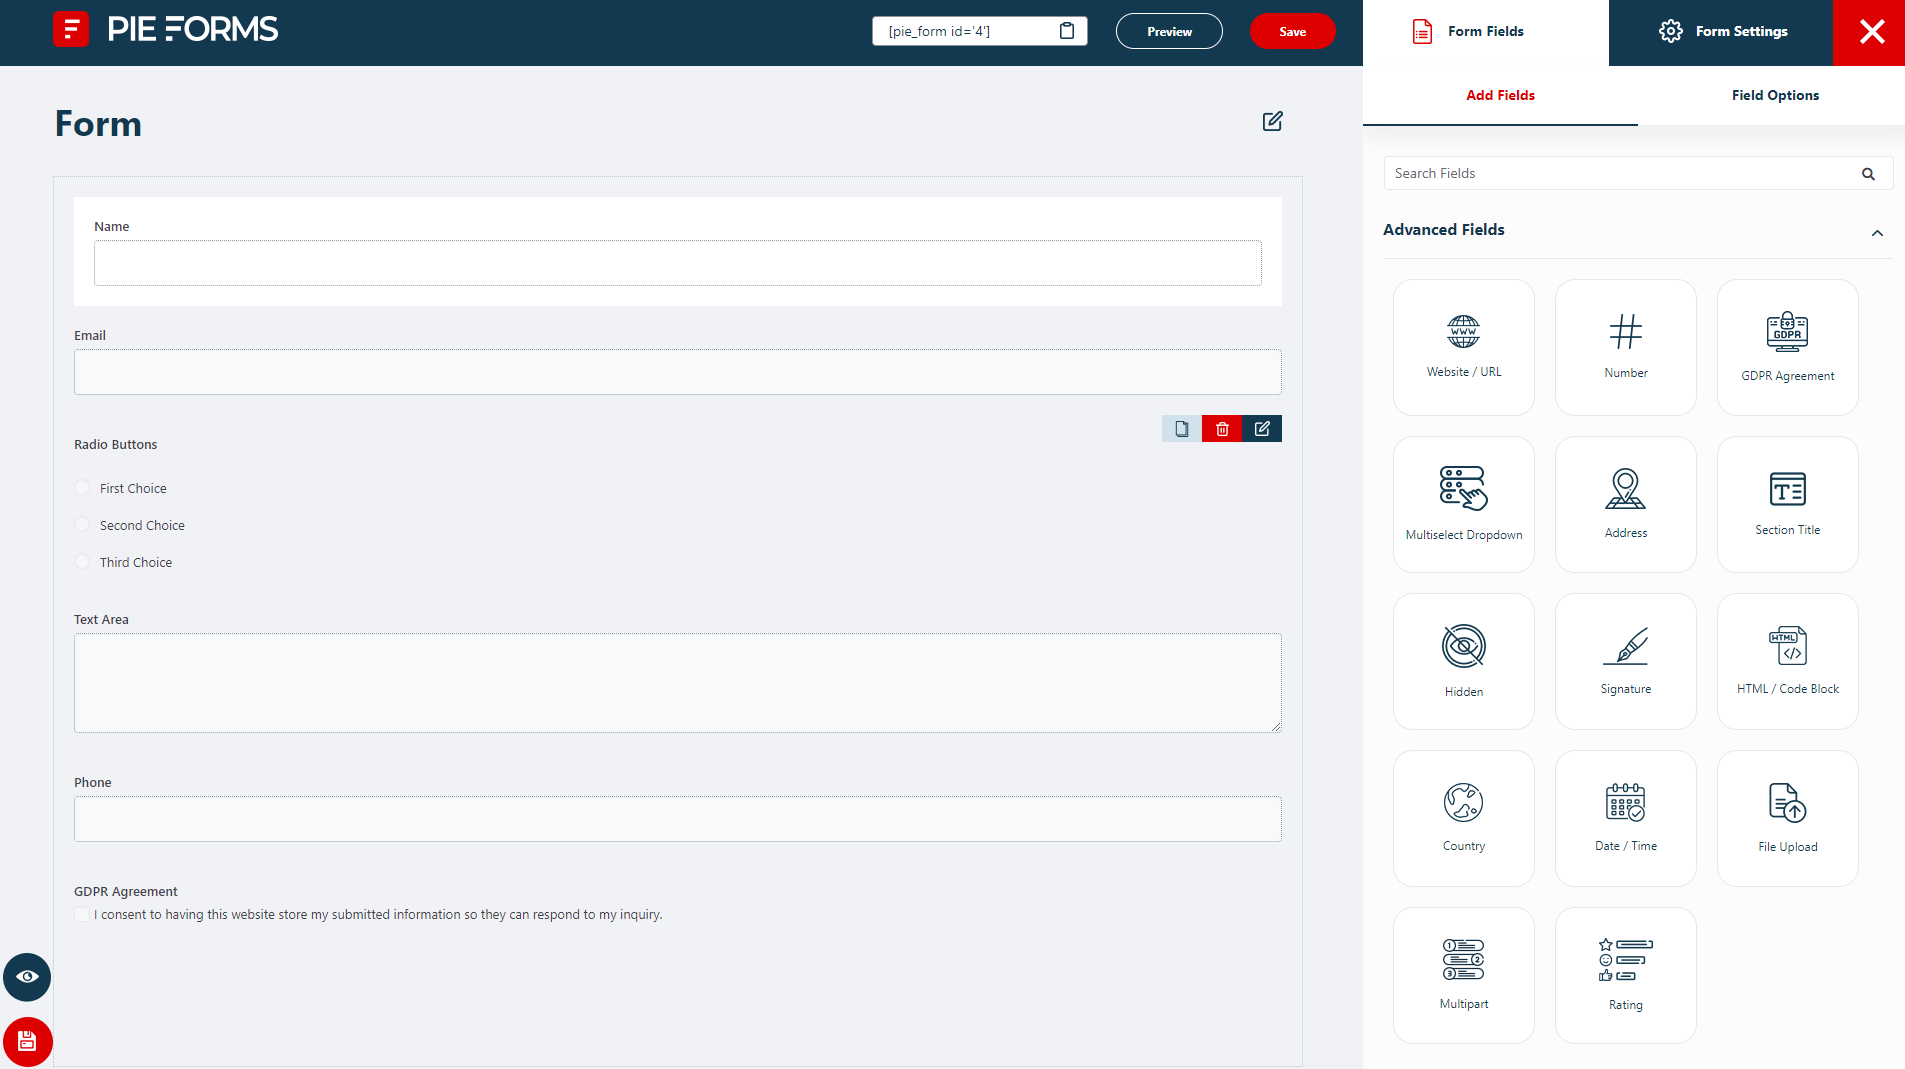 PIE FORMS
[pie_form id='4']
Preview
Save
Form Fields
Form Settings
Add Fields
Field Options
Form
Name
Email
Radio Buttons
First Choice
Second Choice
Third Choice
Text Area
Phone
GDPR Agreement
I consent to having this website store my submitted information so they can respond to my inquiry.
Search Fields
Advanced Fields
WWW
Website / URL
Number
GDPR
GDPR Agreement
Multiselect Dropdown
Address
T
Section Title
Hidden
Signature
HTML
</>
HTML / Code Block
Country
Date / Time
File Upload
1
2
3
Multipart
Rating